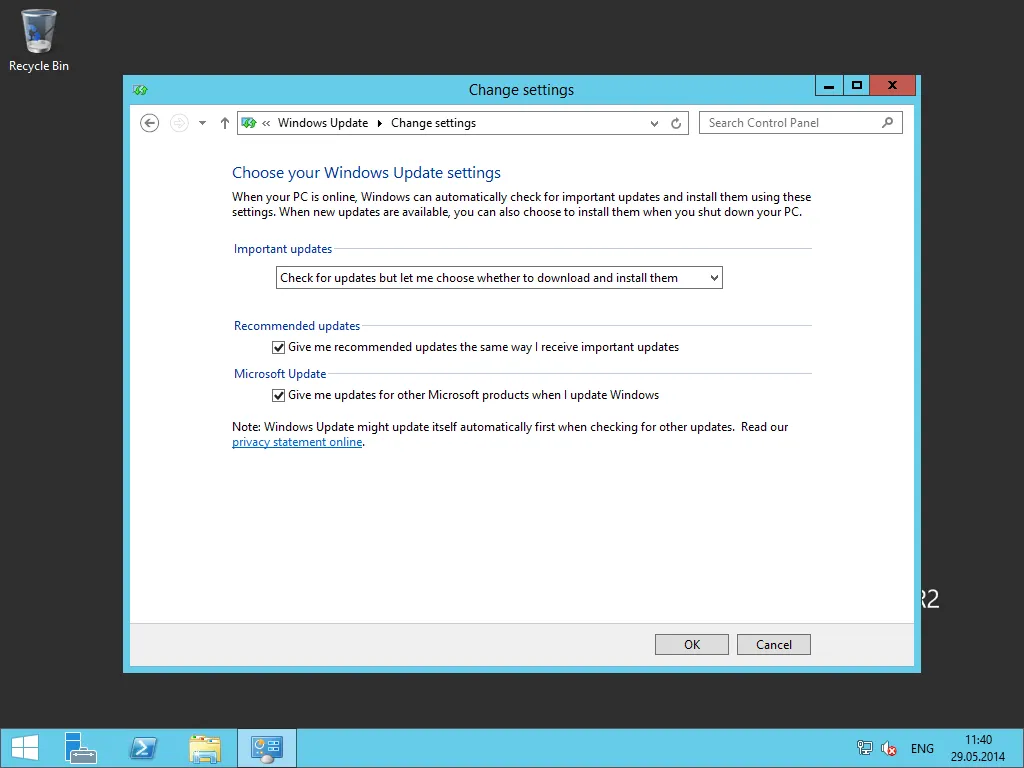 Recycle Bin
Change settings
« Windows Update Change settings
Search Control Panel
Choose your Windows Update settings
When your PC is online, Windows can automatically check for important updates and install them using these
settings. When new updates are available, you can also choose to install them when you shut down your PC.
Important updates
Check for updates but let me choose whether to download and install them
Recommended updates
Give me recommended updates the same way I receive important updates
Microsoft Update
Give me updates for other Microsoft products when I update Windows
Note: Windows Update might update itself automatically first when checking for other updates. Read our
privacy statement online.
R2
OK Cancel
ENG
11:40
29.05.2014